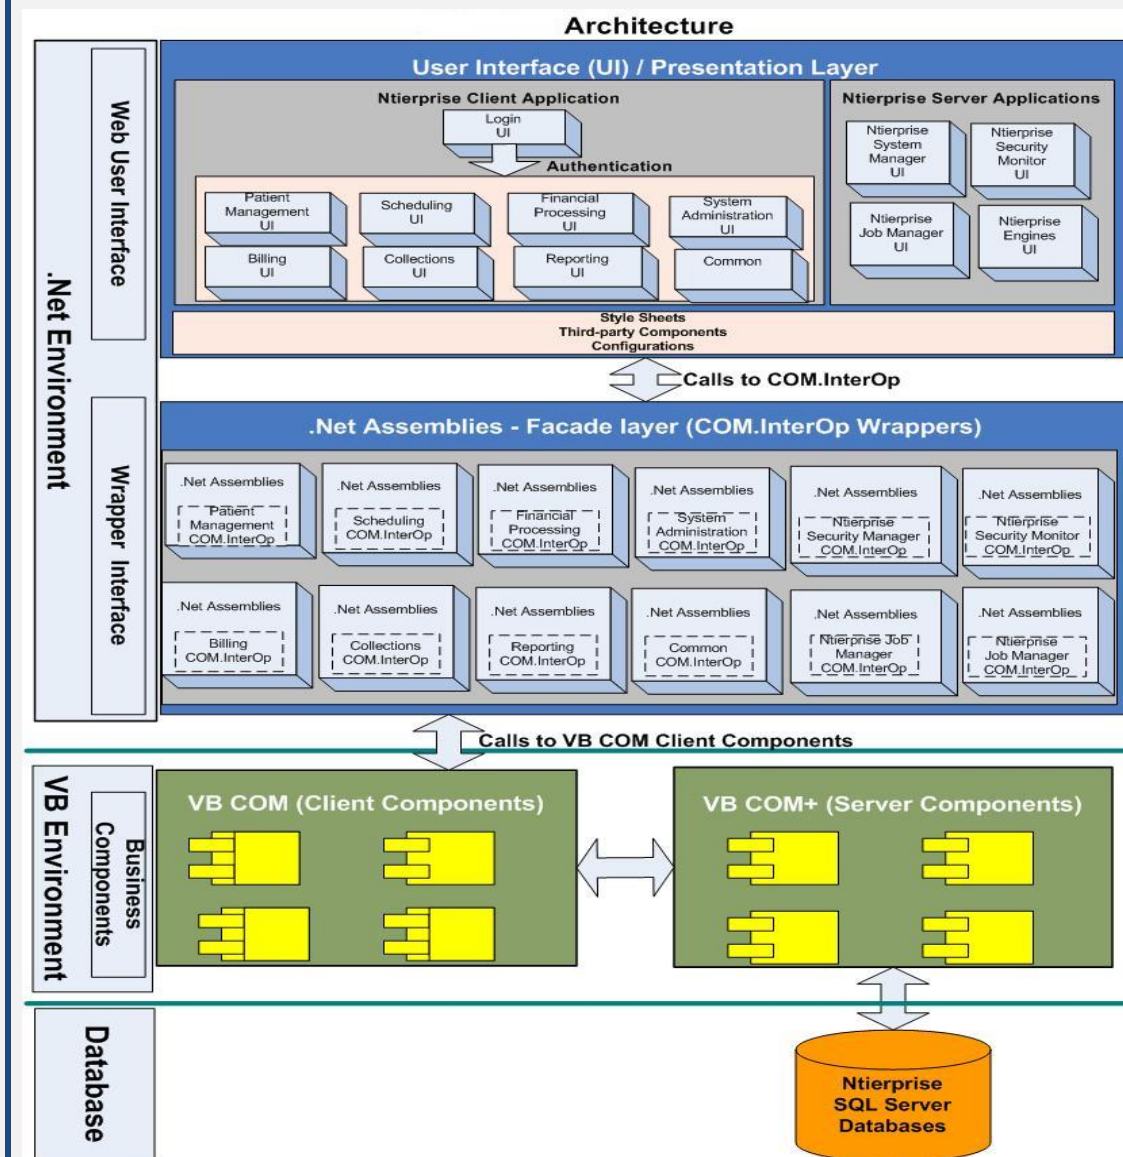 Architecture
.Net Environment
Web User Interface
User Interface (UI) / Presentation Layer
Ntierprise Client Application
Login
UI
Authentication
Patient
Management
UI
Scheduling
UI
Financial
Processing
UI
System
Administration
UI
Billing
UI
Collections
UI
Reporting
UI
Common
Ntierprise Server Applications
Ntierprise
System
Manager
UI
Ntierprise
Security
Monitor
UI
Ntierprise
Job Manager
UI
Ntierprise
Engines
UI
Style Sheets
Third-party Components
Configurations
Calls to COM.InterOp
Wrapper Interface
.Net Assemblies - Facade layer (COM.InterOp Wrappers)
.Net Assemblies
Patient
Management
COM.InterOp
.Net Assemblies
Scheduling
COM.InterOp
.Net Assemblies
Financial
Processing
COM.InterOp
.Net Assemblies
System
Administration
COM.InterOp
.Net Assemblies
Ntierprise
Security Manager
COM.InterOp
.Net Assemblies
Ntierprise
Security Monitor
COM.InterOp
.Net Assemblies
Billing
COM.InterOp
.Net Assemblies
Collections
COM.InterOp
.Net Assemblies
Reporting
COM.InterOp
.Net Assemblies
Common
COM.InterOp
.Net Assemblies
Ntierprise Job
Manager
COM.InterOp
.Net Assemblies
Ntierprise
Job Manager
COM.InterOp
Calls to VB COM Client Components
VB Environment
Business
Components
VB COM (Client Components)
VB COM+ (Server Components)
Database
Ntierprise
SQL Server
Databases